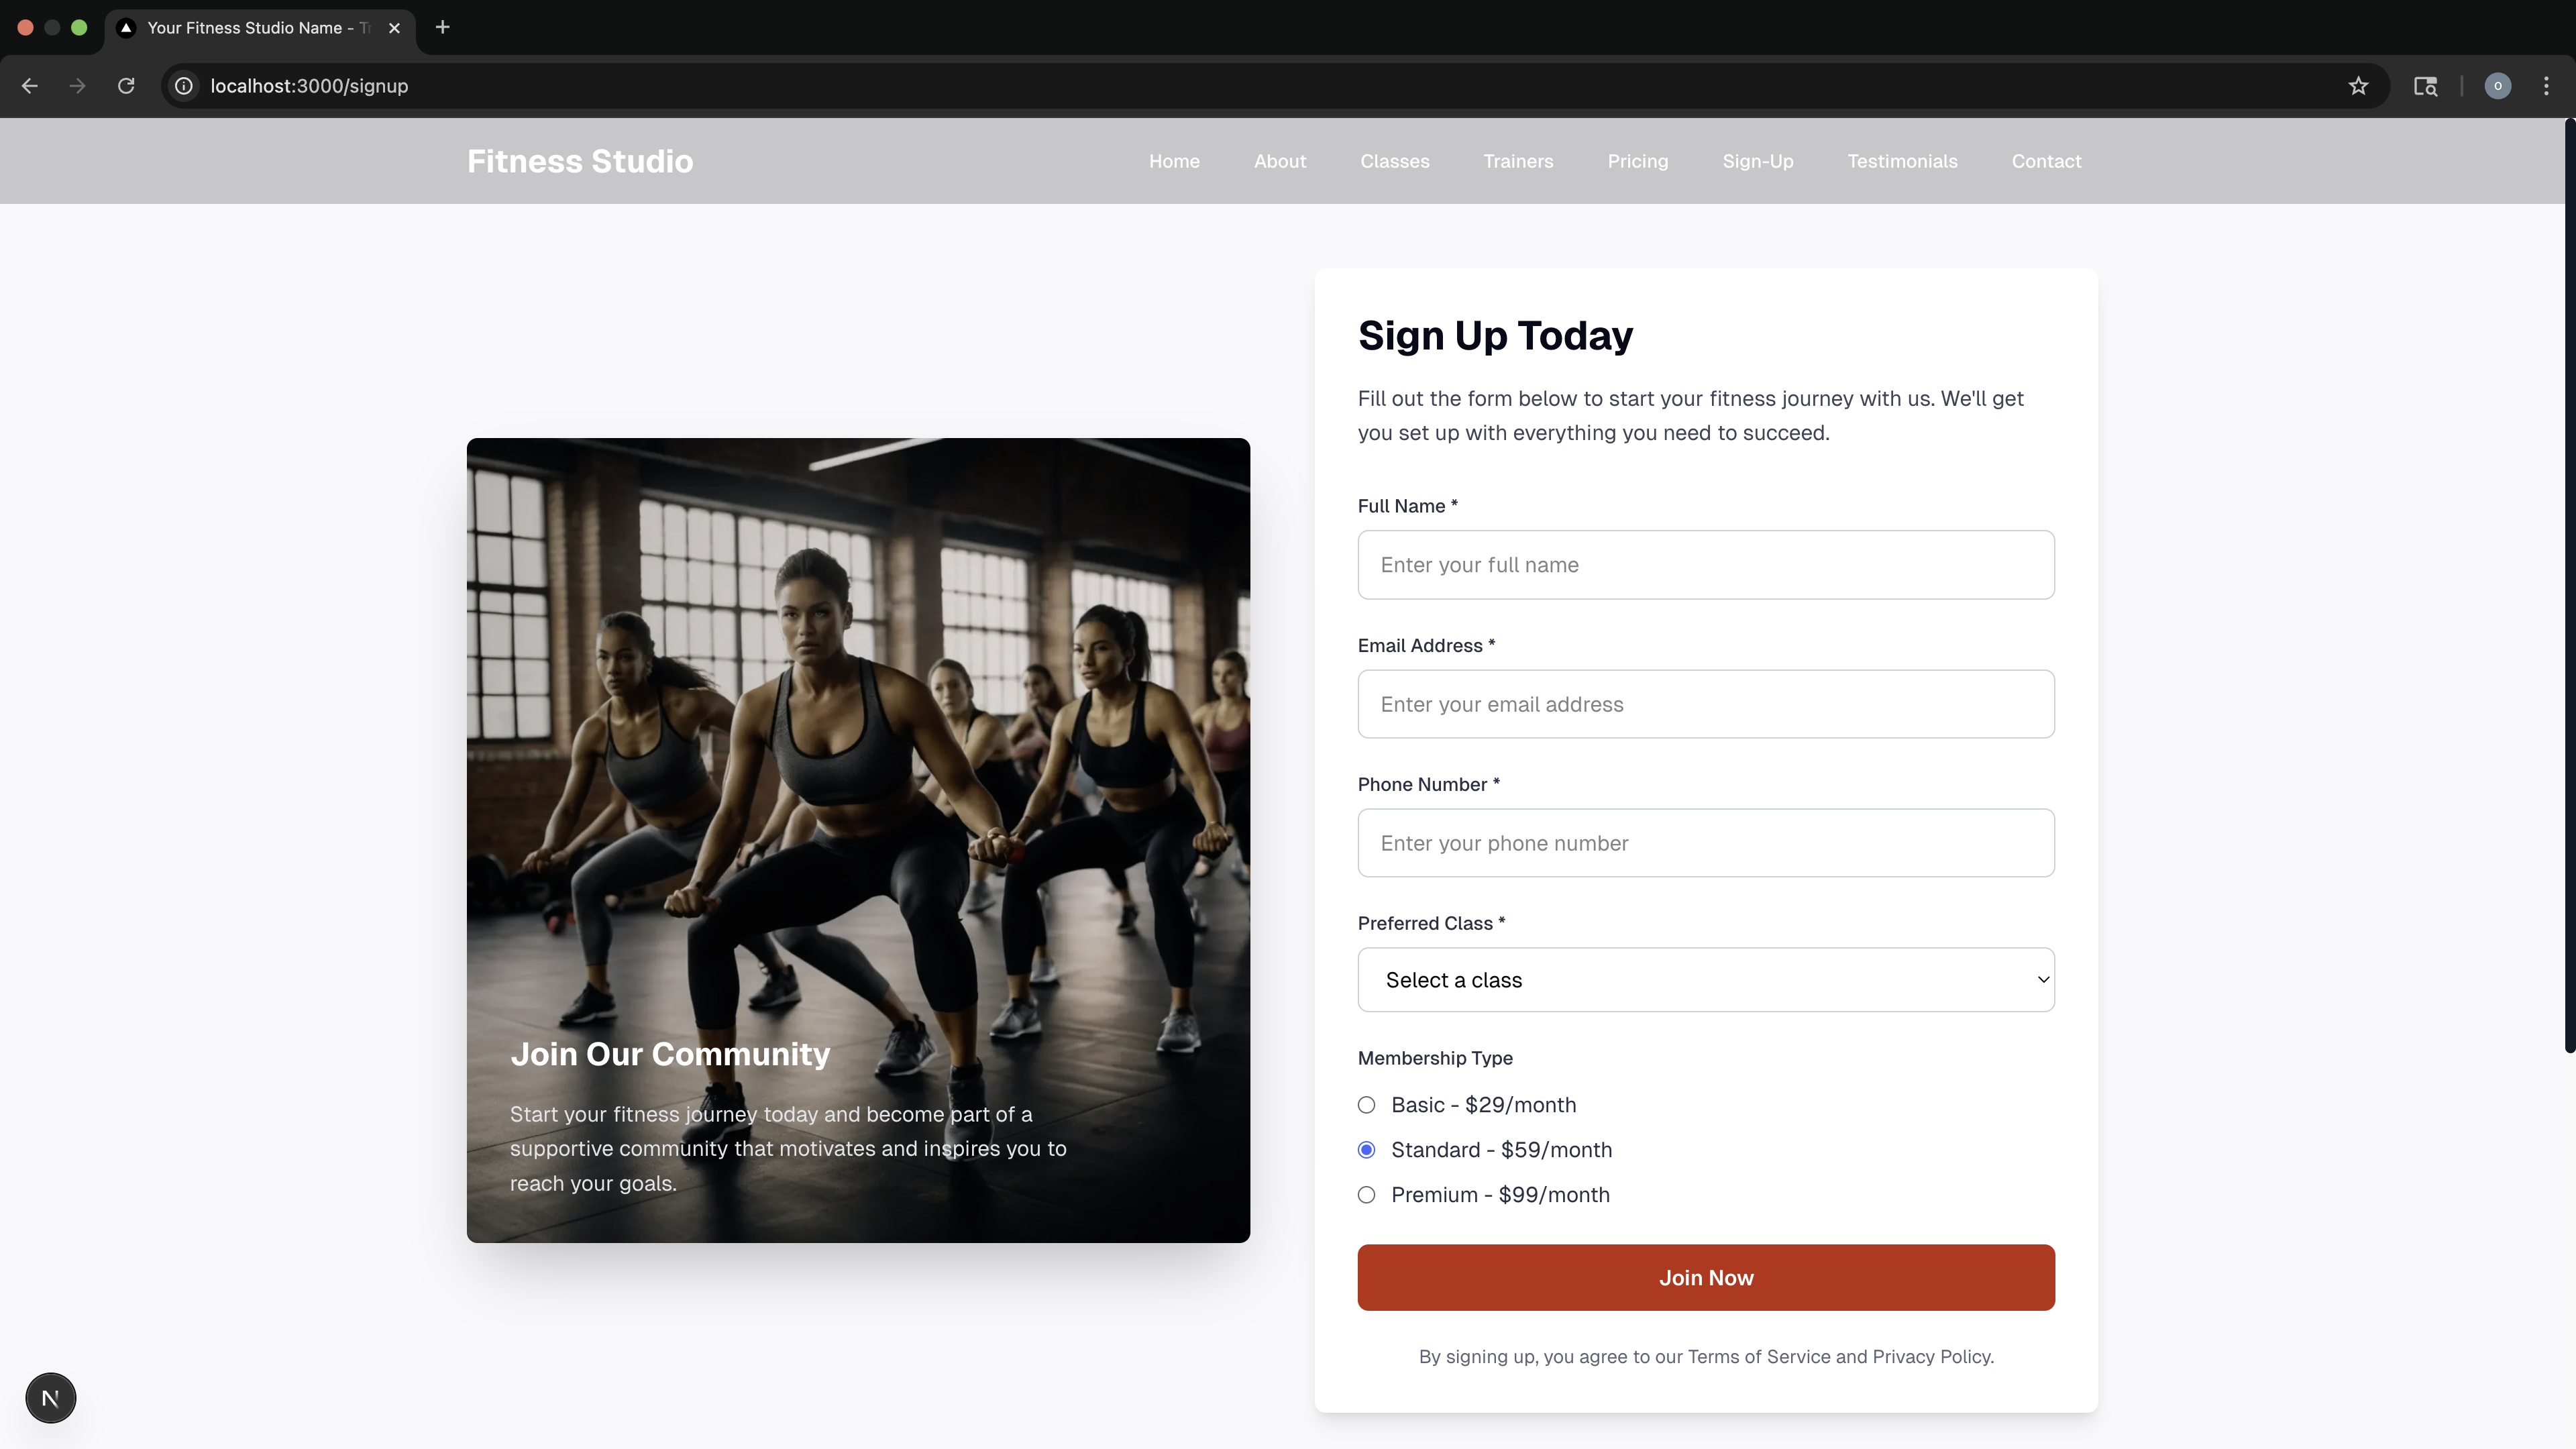 Your Fitness Studio Name - Tr
localhost:3000/signup
O
Fitness Studio
Home About Classes Trainers Pricing Sign-Up Testimonials Contact
Join Our Community
Start your fitness journey today and become part of a
supportive community that motivates and inspires you to
reach your goals.
Sign Up Today
Fill out the form below to start your fitness journey with us. We'll get
you set up with everything you need to succeed.
Full Name *
Enter your full name
Email Address *
Enter your email address
Phone Number *
Enter your phone number
Preferred Class *
Select a class
Membership Type
Basic - $29/month
Standard - $59/month
Premium - $99/month
Join Now
By signing up, you agree to our Terms of Service and Privacy Policy.
N